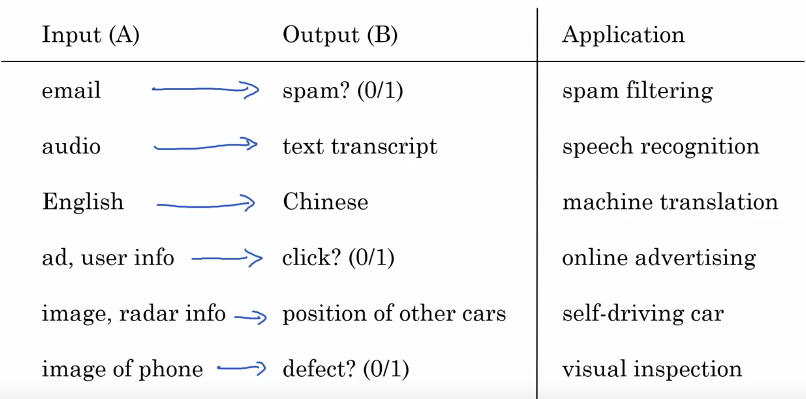 Input (A) Output (B) Application
email spam? (0/1) spam filtering
audio text transcript speech recognition
English Chinese machine translation
ad, user info click? (0/1) online advertising
image, radar info position of other cars self-driving car
image of phone defect? (0/1) visual inspection